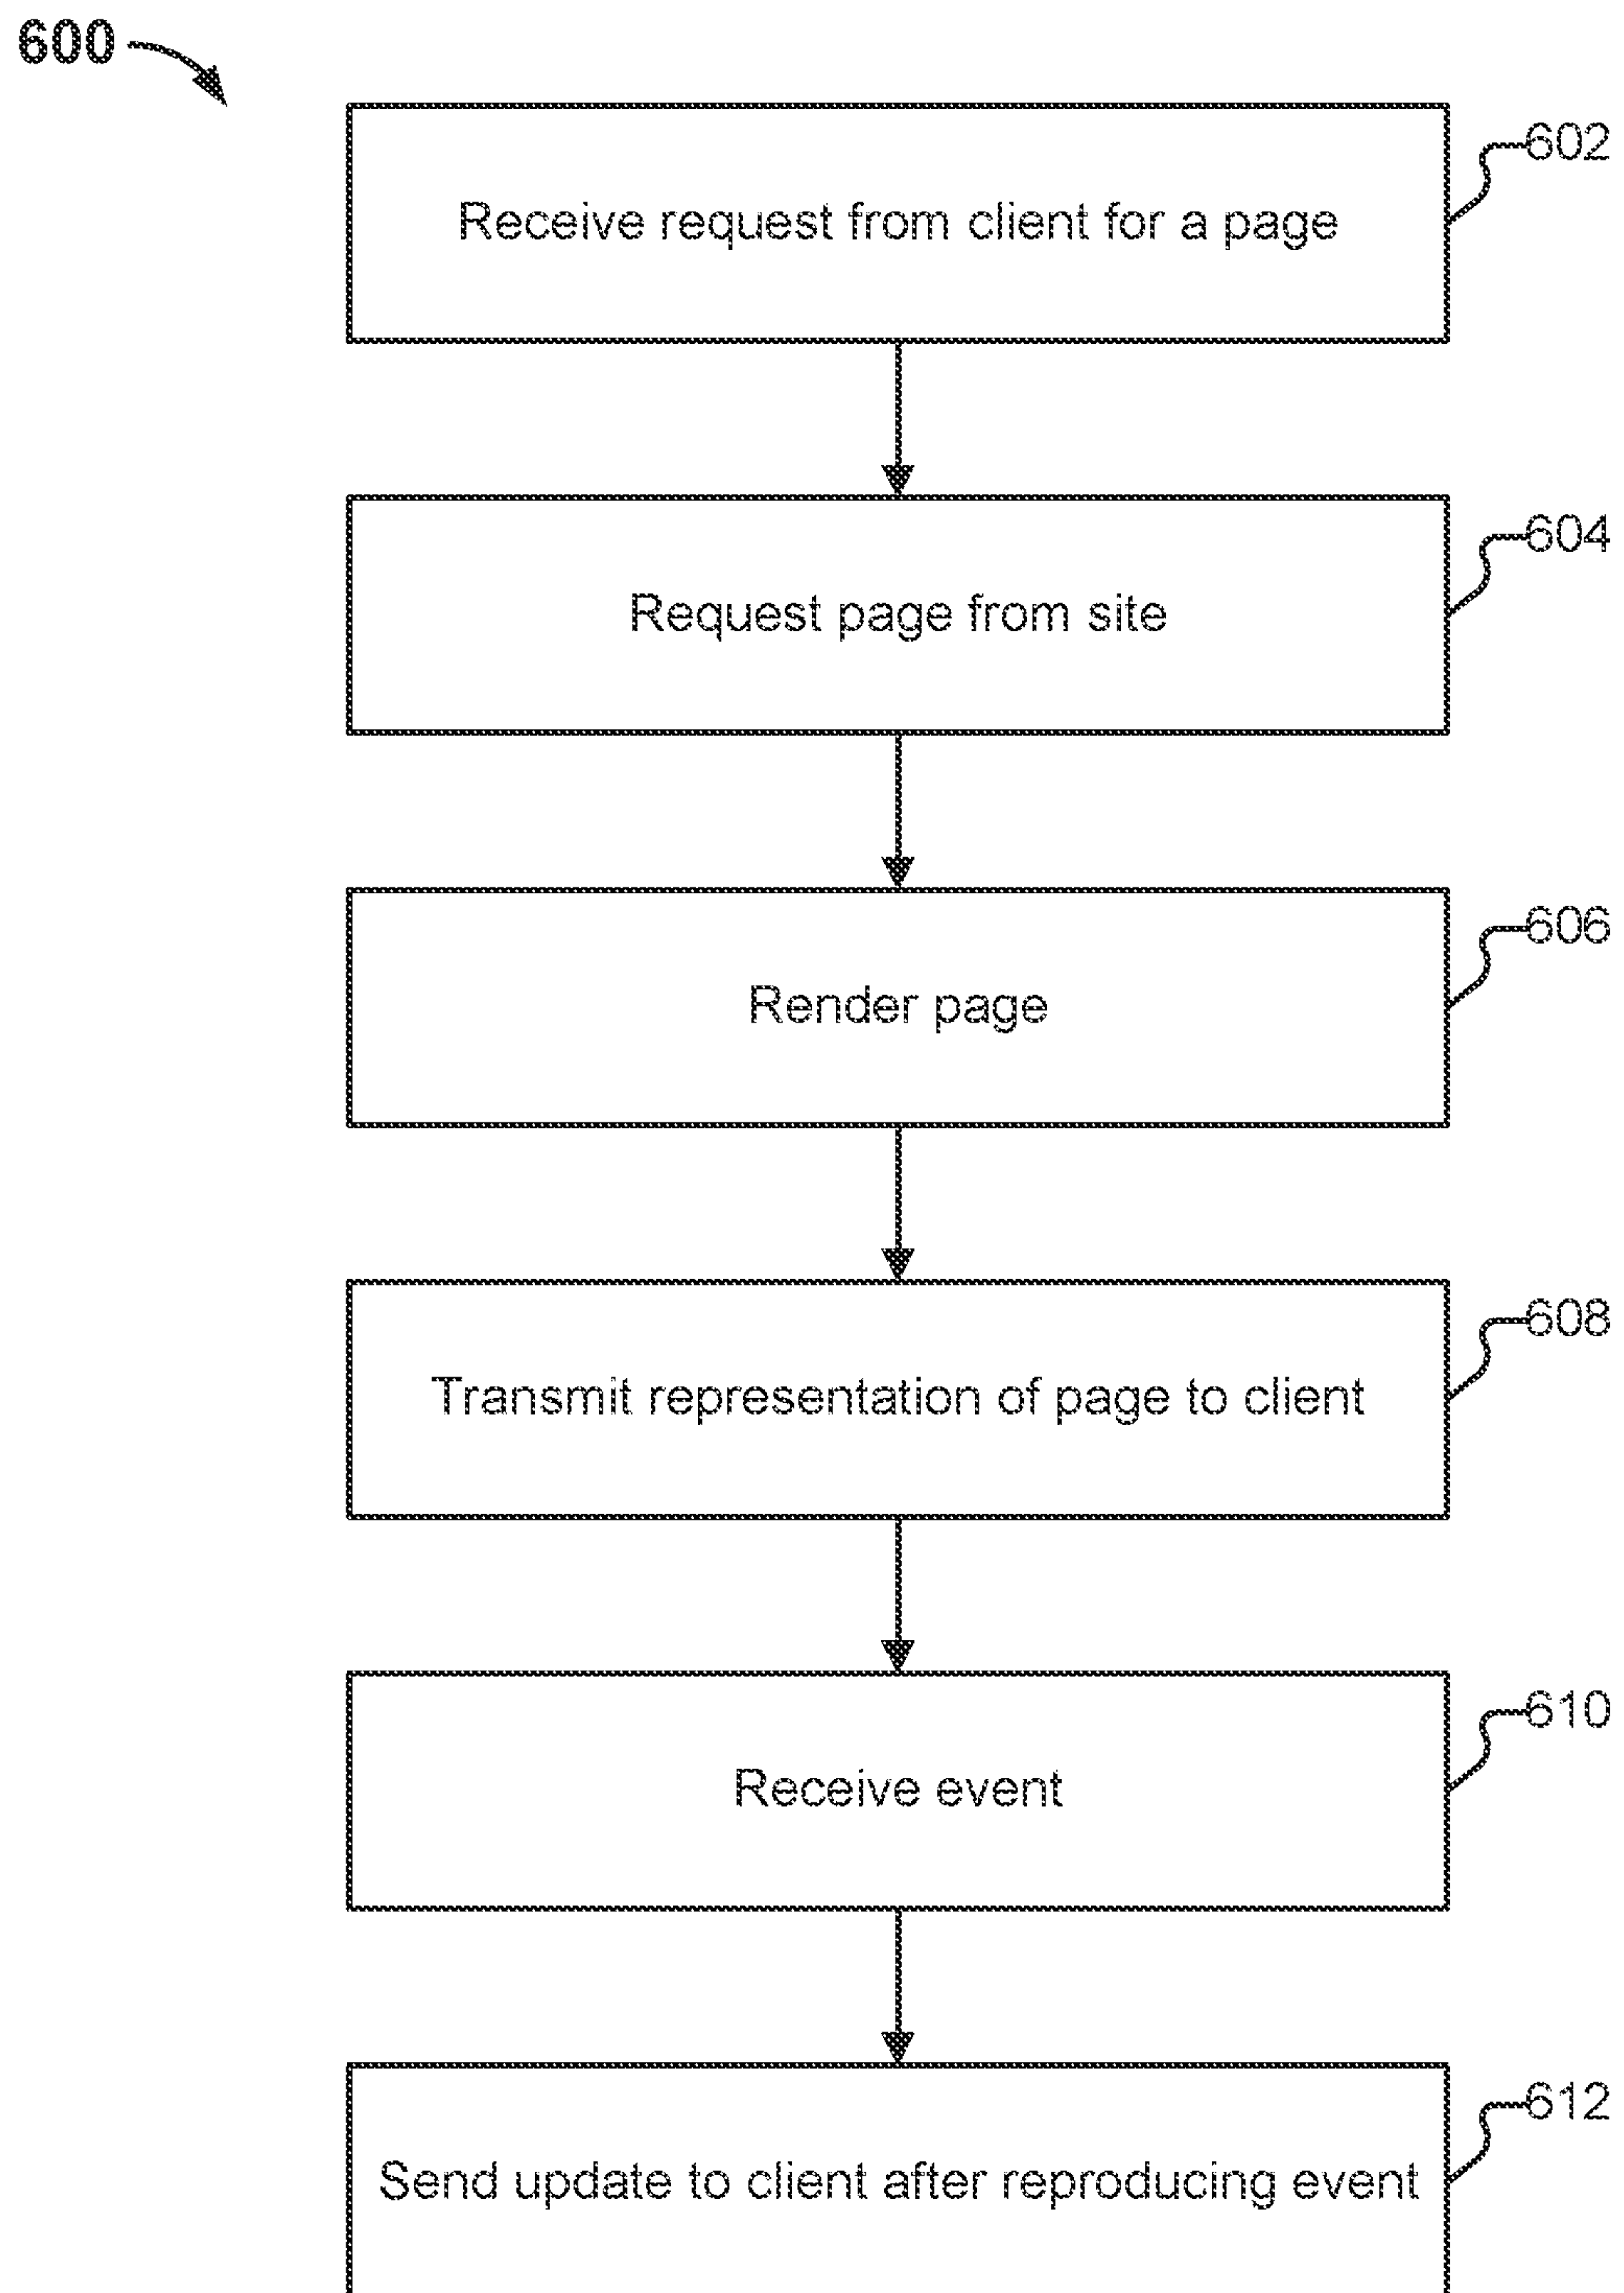 600
Receive request from client for a page
602
Request page from site
604
Render page
606
Transmit representation of page to client
608
Receive event
610
Send update to client after reproducing event
612